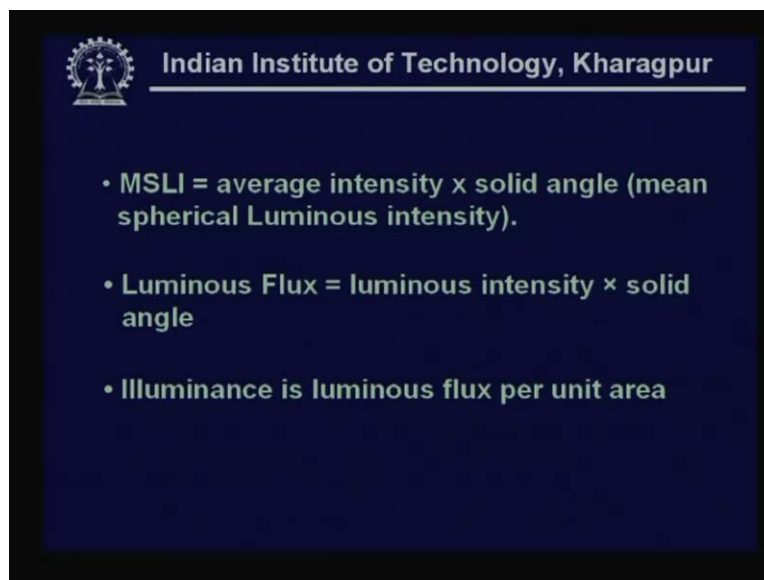 Indian Institute of Technology, Kharagpur
• MSLI = average intensity x solid angle (mean
spherical Luminous intensity).
• Luminous Flux = luminous intensity × solid
angle
• Illuminance is luminous flux per unit area